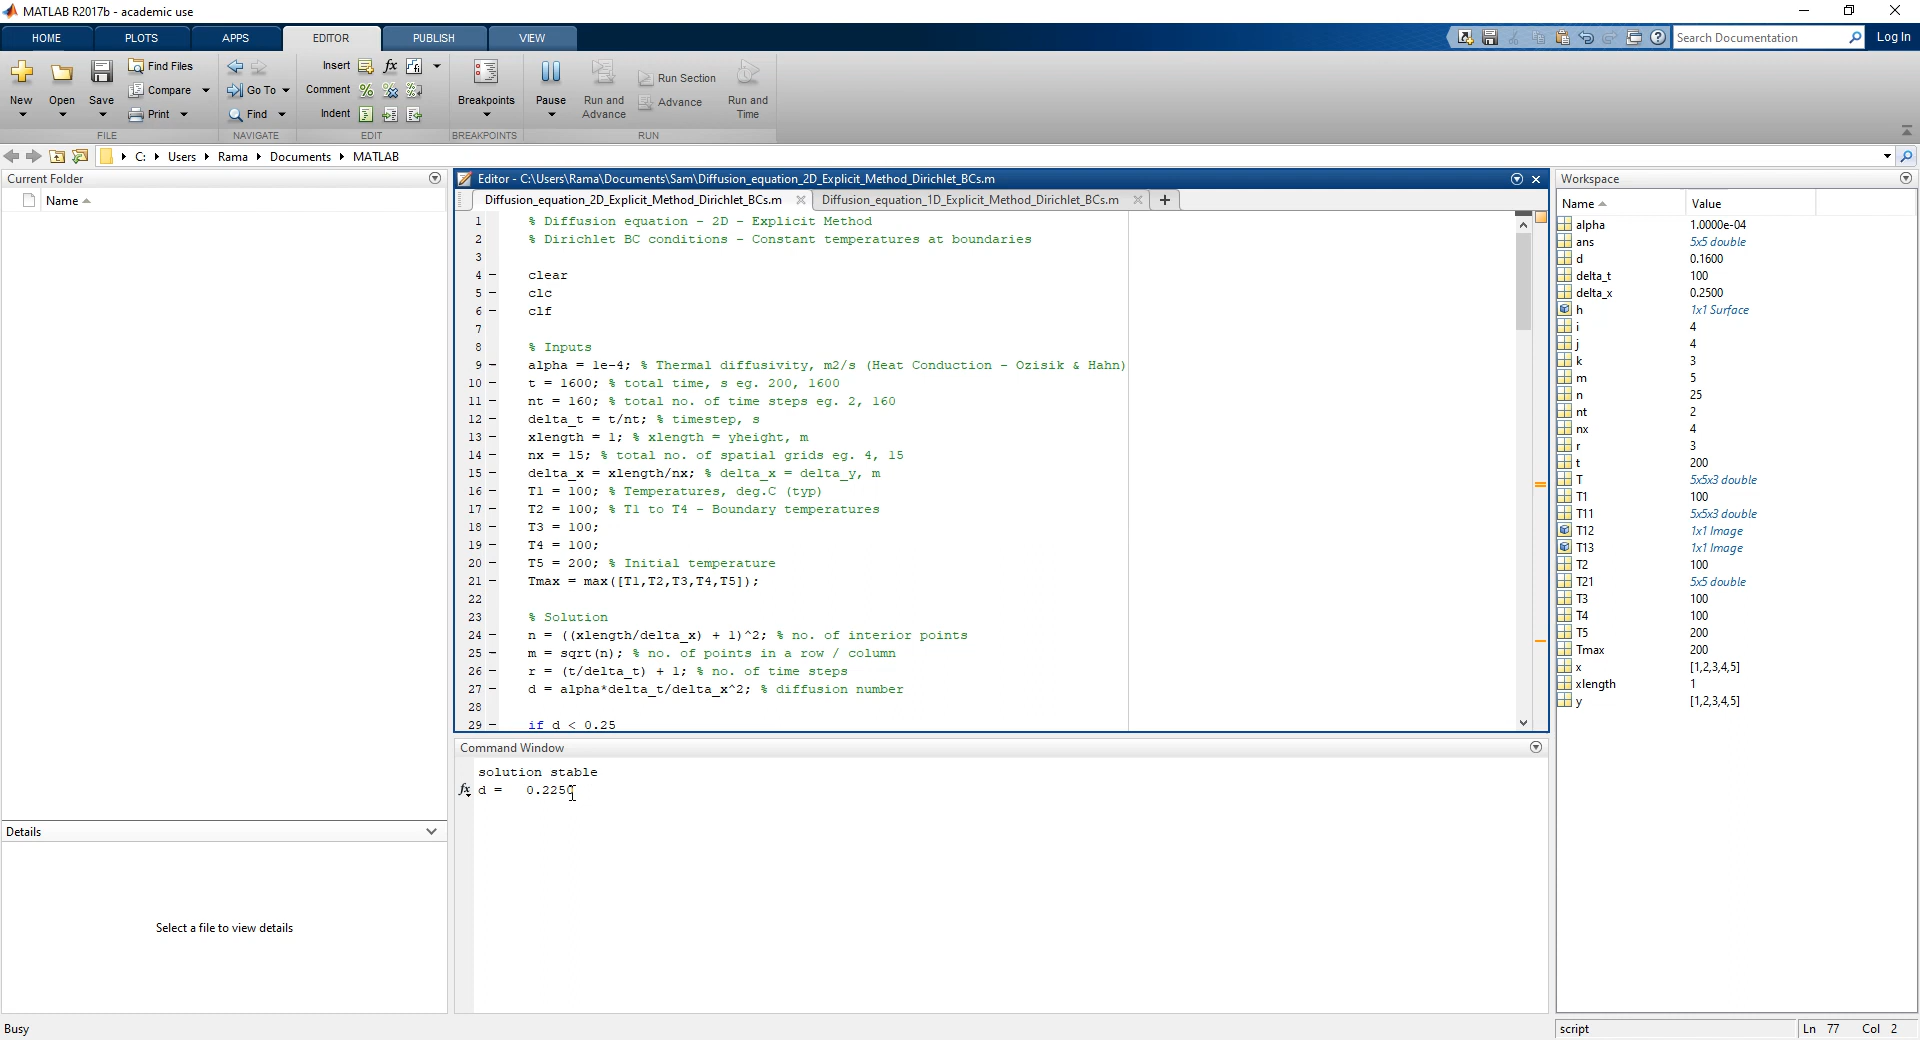 MATLAB R2017b - academic use
HOME PLOTS APPS EDITOR PUBLISH VIEW
Search Documentation Log In
New Open Save Find Files Compare Print
Go To Find
Insert fx Comment Indent
Breakpoints Pause Run and Advance Run Section Advance Run and Time
FILE NAVIGATE EDIT BREAKPOINTS RUN
C: Users Rama Documents MATLAB
Current Folder
Name
Select a file to view details
Details
Editor - C:\Users\Rama\Documents\Sam\Diffusion_equation_2D_Explicit_Method_Dirichlet_BCs.m
Diffusion_equation_2D_Explicit_Method_Dirichlet_BCs.m Diffusion_equation_1D_Explicit_Method_Dirichlet_BCs.m
1 % Diffusion equation - 2D - Explicit Method
2 % Dirichlet BC conditions - Constant temperatures at boundaries
3
4 - clear
5 - clc
6 - clf
7
8 % Inputs
9 - alpha = 1e-4; % Thermal diffusivity, m2/s (Heat Conduction - Ozisik & Hahn)
10 - t = 1600; % total time, s eg. 200, 1600
11 - nt = 160; % total no. of time steps eg. 2, 160
12 - delta_t = t/nt; % timestep, s
13 - xlength = 1; % xlength = yheight, m
14 - nx = 15; % total no. of spatial grids eg. 4, 15
15 - delta_x = xlength/nx; % delta_x = delta_y, m
16 - T1 = 100; % Temperatures, deg.C (typ)
17 - T2 = 100; % T1 to T4 - Boundary temperatures
18 - T3 = 100;
19 - T4 = 100;
20 - T5 = 200; % Initial temperature
21 - Tmax = max([T1,T2,T3,T4,T5]);
22
23 % Solution
24 - n = ((xlength/delta_x) + 1)^2; % no. of interior points
25 - m = sqrt(n); % no. of points in a row / column
26 - r = (t/delta_t) + 1; % no. of time steps
27 - d = alpha*delta_t/delta_x^2; % diffusion number
28
29 - if d < 0.25
Command Window
solution stable
fx d = 0.2250
Workspace
Name Value
alpha 1.0000e-04
ans 5x5 double
d 0.1600
delta_t 100
delta_x 0.2500
h 1x1 Surface
i 4
j 4
k 3
m 5
n 25
nt 2
nx 4
r 3
t 200
T 5x5x3 double
T1 100
T11 5x5x3 double
T12 1x1 Image
T13 1x1 Image
T2 100
T21 5x5 double
T3 100
T4 100
T5 200
Tmax 200
x [1,2,3,4,5]
xlength 1
y [1,2,3,4,5]
Busy
script Ln 77 Col 2